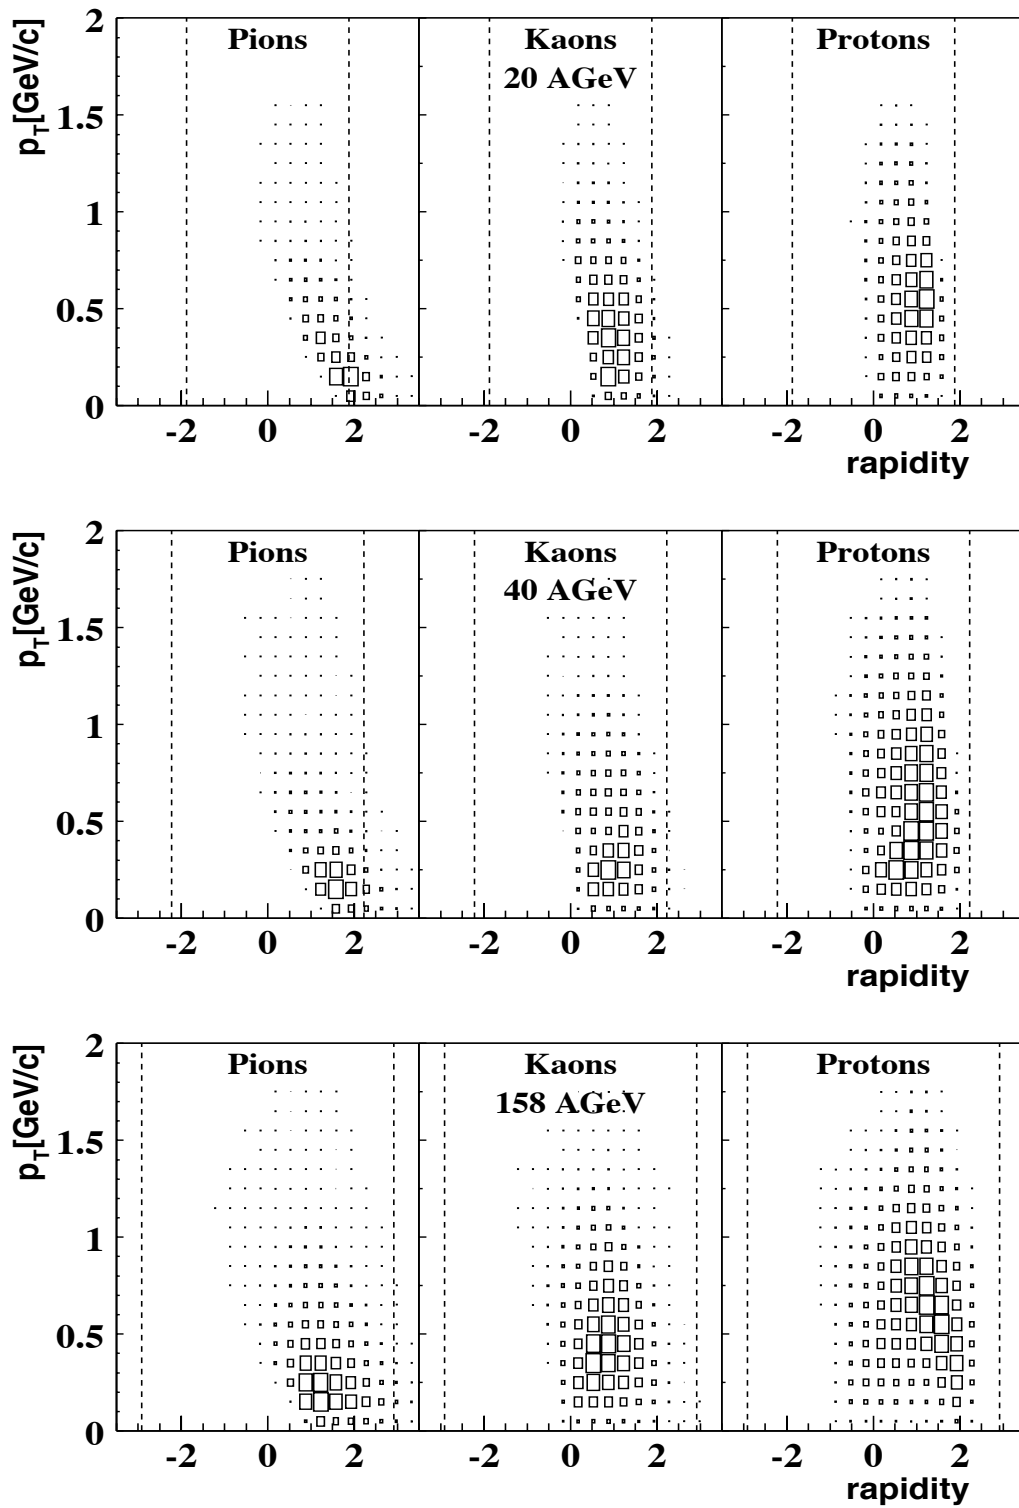 2
Pions
Kaons
Protons
20 AGeV
1.5
p_T[GeV/c]
1
0.5
0
-2 0 2
-2 0 2
-2 0 2
rapidity
2
Pions
Kaons
Protons
40 AGeV
1.5
p_T[GeV/c]
1
0.5
0
-2 0 2
-2 0 2
-2 0 2
rapidity
2
Pions
Kaons
Protons
158 AGeV
1.5
p_T[GeV/c]
1
0.5
0
-2 0 2
-2 0 2
-2 0 2
rapidity